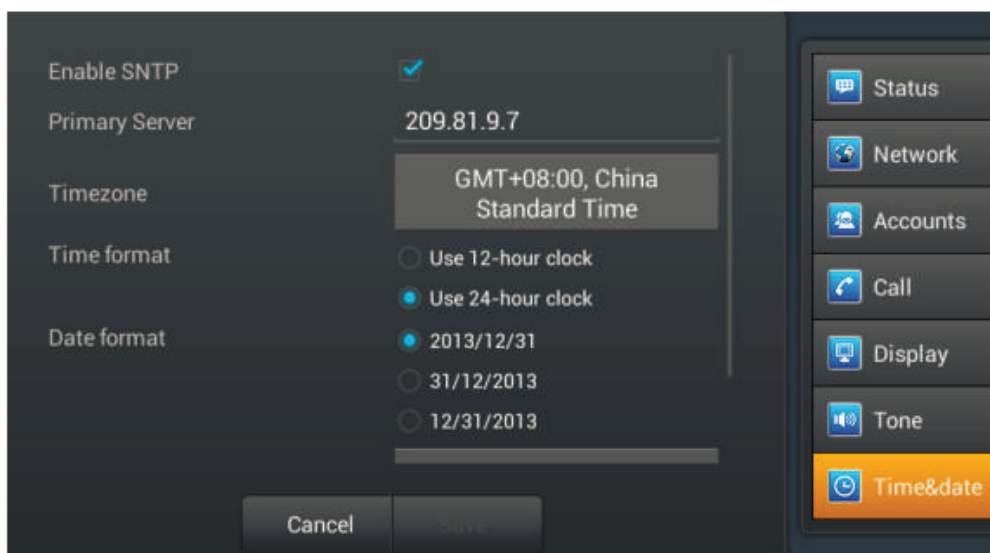 Enable SNTP
Primary Server
209.81.9.7
Timezone
GMT+08:00, China
Standard Time
Time format
Use 12-hour clock
Use 24-hour clock
Date format
2013/12/31
31/12/2013
12/31/2013
Cancel
Save
Status
Network
Accounts
Call
Display
Tone
Time&date